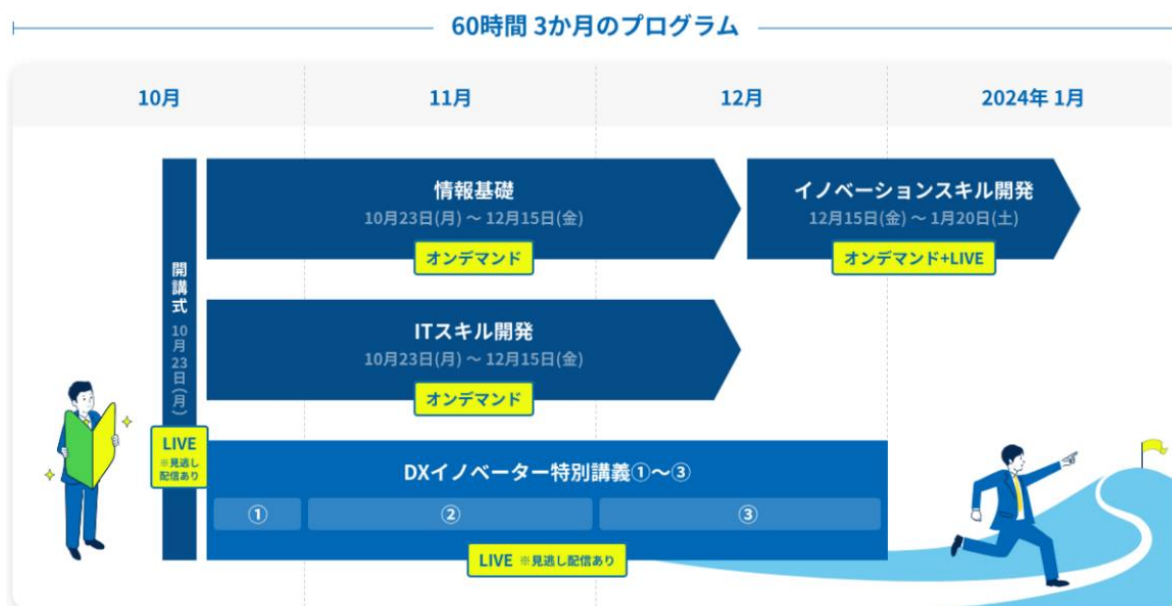 60時間 3か月のプログラム
10月
11月
12月
2024年 1月
開講式 10月23日(月)
LIVE
※見逃し
配信あり
情報基礎
10月23日(月) ～ 12月15日(金)
オンデマンド
イノベーションスキル開発
12月15日(金) ～ 1月20日(土)
オンデマンド+LIVE
ITスキル開発
10月23日(月) ～ 12月15日(金)
オンデマンド
DXイノベーター特別講義①～③
①
②
③
LIVE ※見逃し配信あり